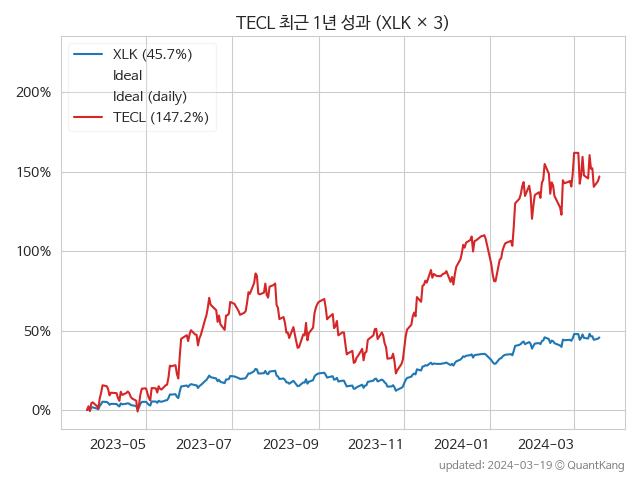 TECL 최근 1년 성과 (XLK × 3)
XLK (45.7%)
Ideal
Ideal (daily)
TECL (147.2%)
200%
150%
100%
50%
0%
2023-05 2023-07 2023-09 2023-11 2024-01 2024-03
updated: 2024-03-19 © QuantKang